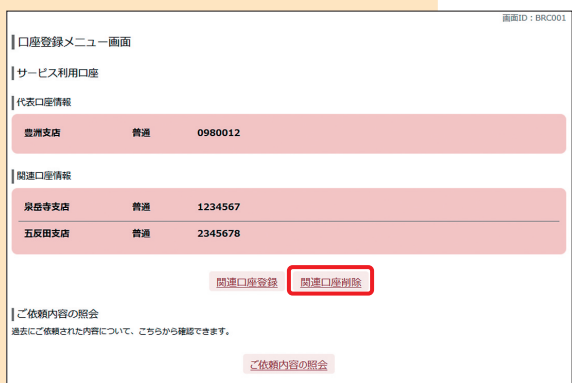 画面ID：BRC001
口座登録メニュー画面
サービス利用口座
代表口座情報
豊洲支店 普通 0980012
関連口座情報
泉岳寺支店 普通 1234567
五反田支店 普通 2345678
関連口座登録 関連口座削除
ご依頼内容の照会
過去にご依頼された内容について、こちらから確認できます。
ご依頼内容の照会